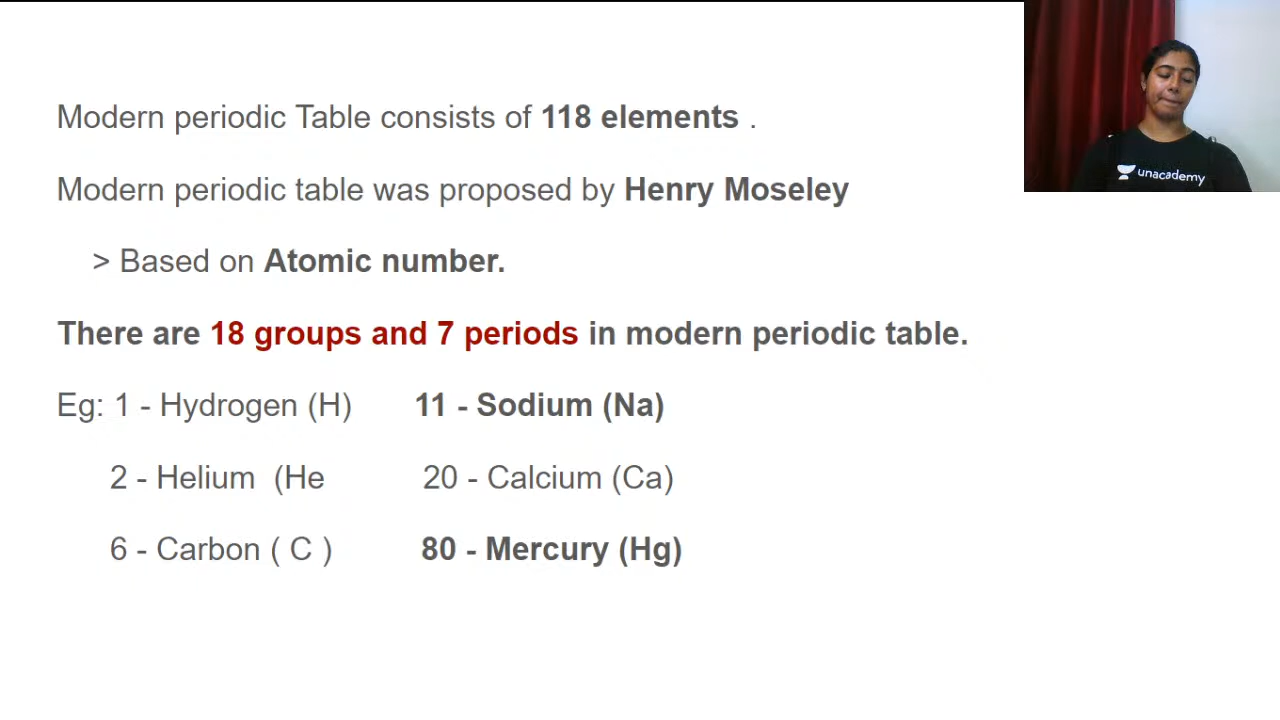 Modern periodic Table consists of 118 elements .
unacademy
Modern periodic table was proposed by Henry Moseley
> Based on Atomic number.
There are 18 groups and 7 periods in modern periodic table.
Eg: 1 - Hydrogen (H) 11 - Sodium (Na)
2 - Helium (He 20 - Calcium (Ca)
6 - Carbon ( C ) 80 - Mercury (Hg)